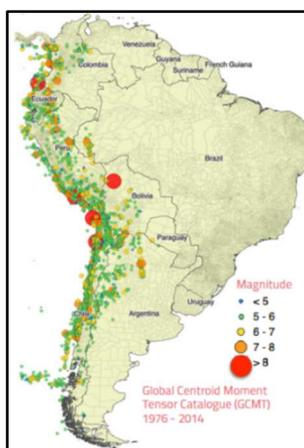 Venezuela
Guyana
French Guiana
Suriname
Colombia
Ecuador
Peru
Brazil
Bolivia
Paraguay
Chile
Argentina
Uruguay
Magnitude
< 5
5 - 6
6 - 7
7 - 8
> 8
Global Centroid Moment
Tensor Catalogue (GCMT)
1976 - 2014